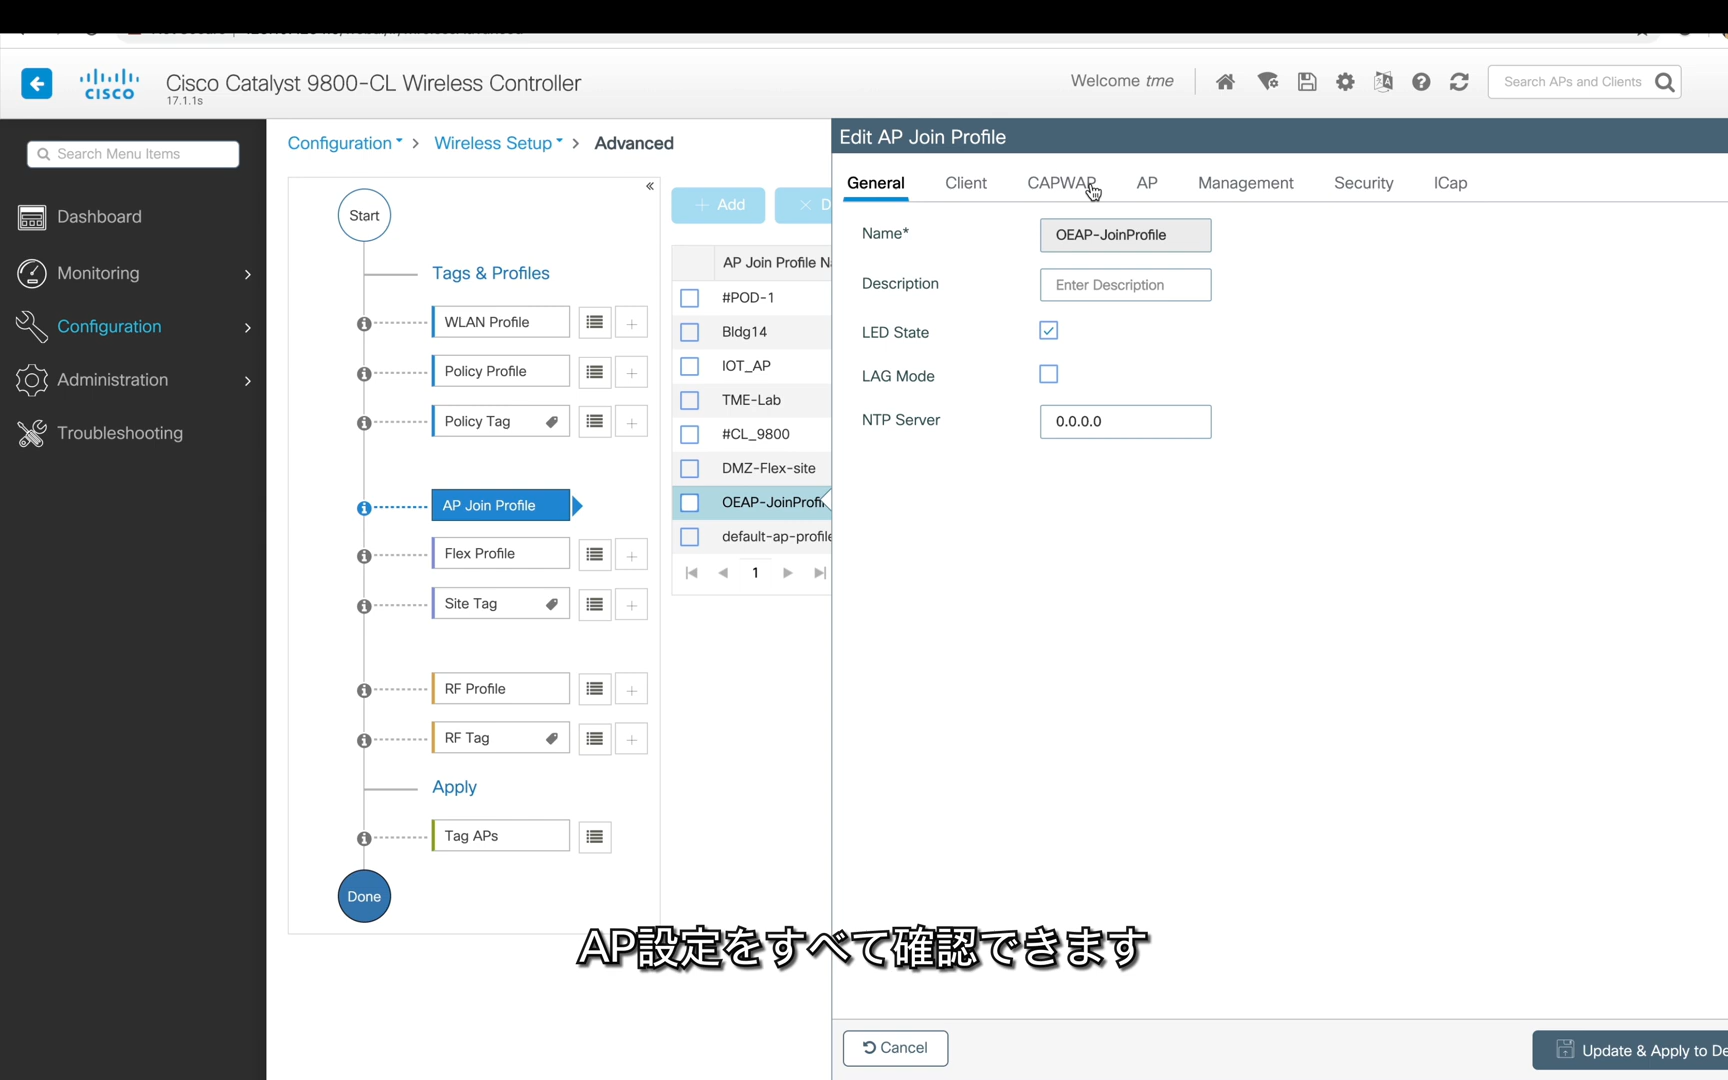 Cisco Catalyst 9800-CL Wireless Controller
17.1.1s
Welcome tme
Search APs and Clients
CISCO
Search Menu Items
Dashboard
Monitoring
Configuration
Administration
Troubleshooting
Configuration > Wireless Setup > Advanced
Start
Tags & Profiles
WLAN Profile
Policy Profile
Policy Tag
AP Join Profile
Flex Profile
Site Tag
RF Profile
RF Tag
Apply
Tag APs
Done
+ Add
× D
AP Join Profile Na
#POD-1
Bldg14
IOT_AP
TME-Lab
#CL_9800
DMZ-Flex-site
OEAP-JoinProfil
default-ap-profile
1
Edit AP Join Profile
General Client CAPWAP AP Management Security ICap
Name* OEAP-JoinProfile
Description Enter Description
LED State
LAG Mode
NTP Server 0.0.0.0
AP設定をすべて確認できます
Cancel
Update & Apply to De